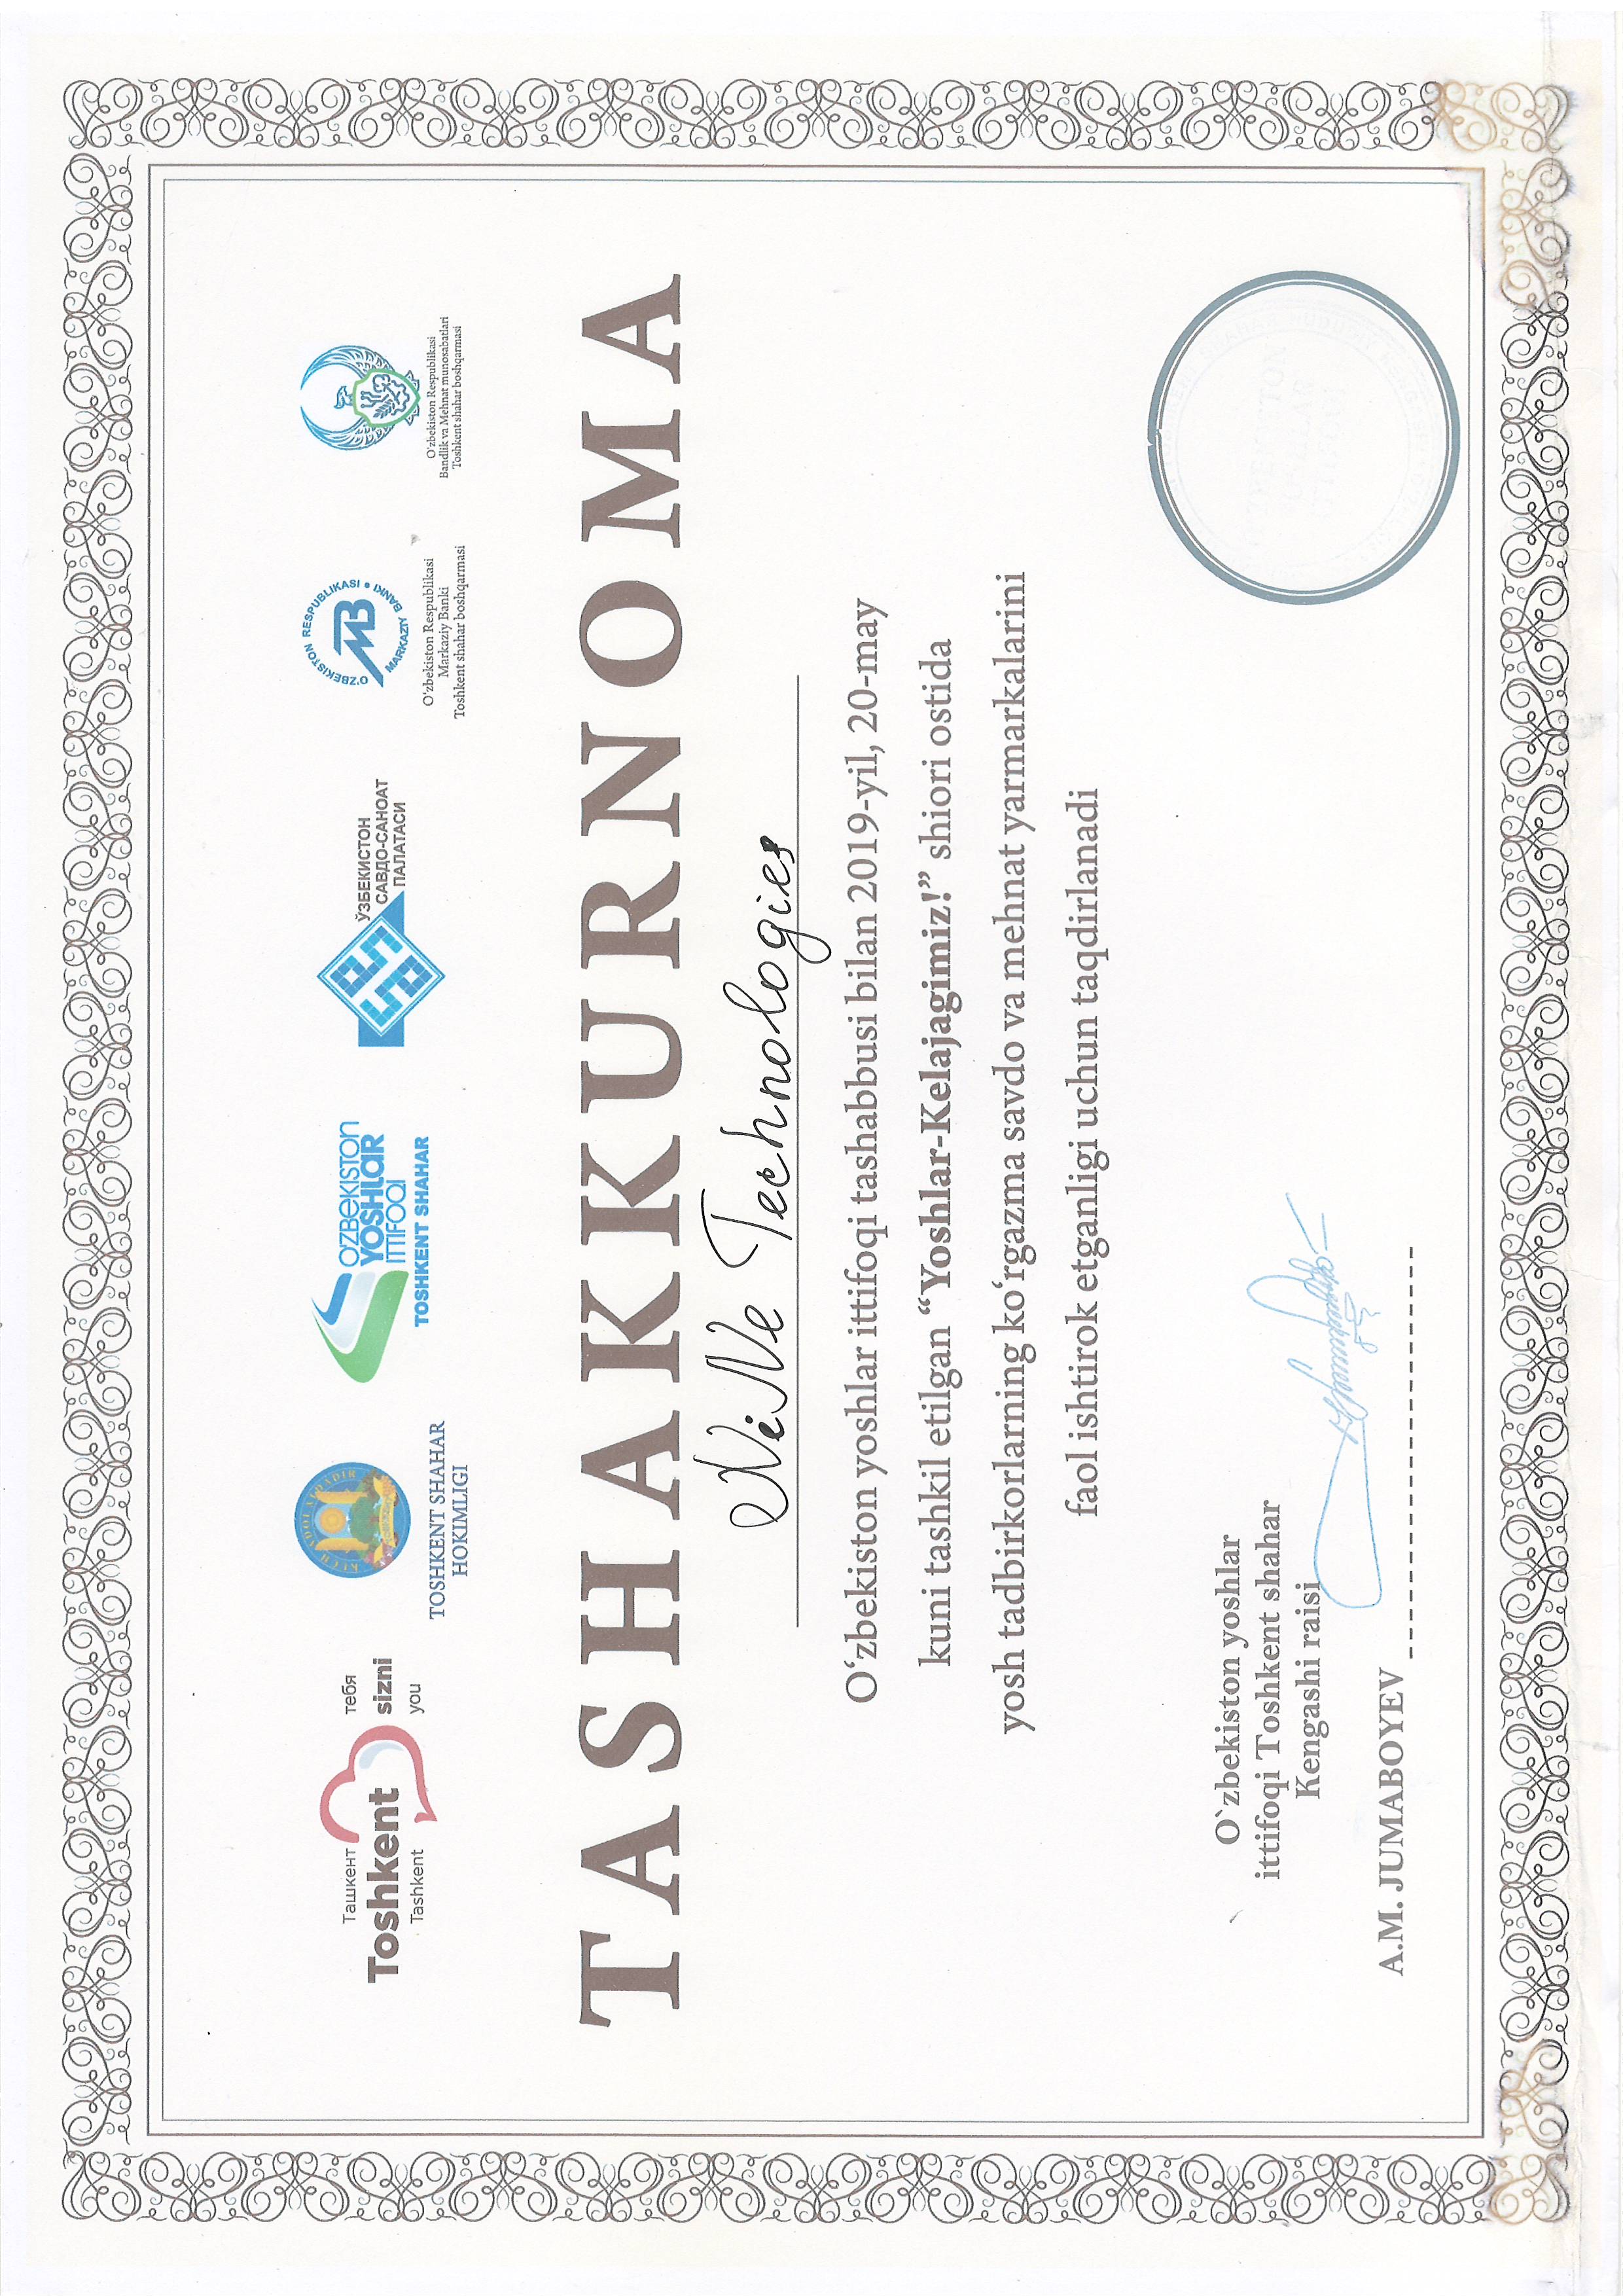 Ташкент
Toshkent
Tashkent
тебя
sizni
you
KUCH ADOLATDADIR
TOSHKENT
TOSHKENT SHAHAR
HOKIMLIGI
O'ZBEKISTON
YOSHLAR
ITTIFOQI
TOSHKENT SHAHAR
ЎЗБЕКИСТОН
САВДО-САНОАТ
ПАЛАТАСИ
O'ZBEKISTON RESPUBLIKASI
MARKAZIY BANKI
O'zbekiston Respublikasi
Markaziy Banki
Toshkent shahar boshqarmasi
O'zbekiston Respublikasi
Bandlik va Mehnat munosabatlari
Toshkent shahar boshqarmasi
TASHAKKURNOMA
NiNe Technologies
O‘zbekiston yoshlar ittifoqi tashabbusi bilan 2019-yil, 20-may
kuni tashkil etilgan “Yoshlar-Kelajagimiz!” shiori ostida
yosh tadbirkorlarning ko‘rgazma savdo va mehnat yarmarkalarini
faol ishtirok etganligi uchun taqdirlanadi
O`zbekiston yoshlar
ittifoqi Toshkent shahar
Kengashi raisi
A.M. JUMABOYEV
O'ZBEKISTON
YOSHLAR
ITTIFOQI